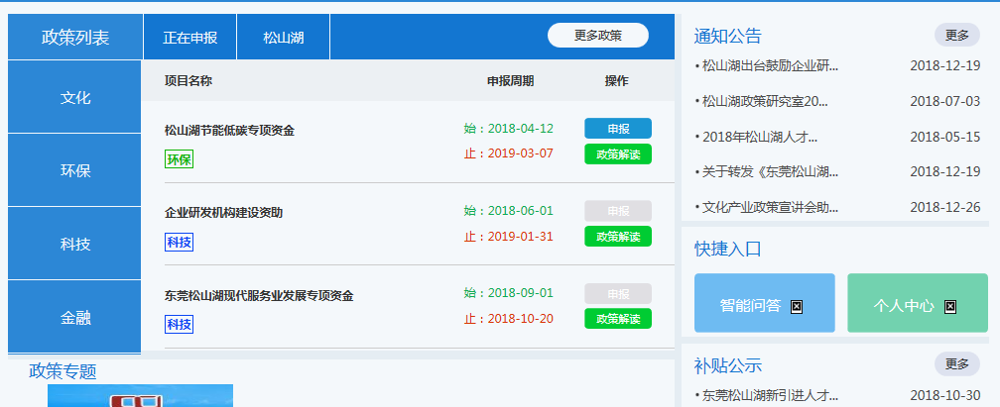 政策列表
正在申报
松山湖
更多政策
文化
环保
科技
金融
项目名称 申报周期 操作
松山湖节能低碳专项资金
环保
始：2018-04-12
止：2019-03-07
申报
政策解读
企业研发机构建设资助
科技
始：2018-06-01
止：2019-01-31
申报
政策解读
东莞松山湖现代服务业发展专项资金
科技
始：2018-09-01
止：2018-10-20
申报
政策解读
政策专题
通知公告 更多
• 松山湖出台鼓励企业研... 2018-12-19
• 松山湖政策研究室20... 2018-07-03
• 2018年松山湖人才... 2018-05-15
• 关于转发《东莞松山湖... 2018-12-19
• 文化产业政策宣讲会助... 2018-12-26
快捷入口
智能问答
个人中心
补贴公示 更多
• 东莞松山湖新引进人才... 2018-10-30